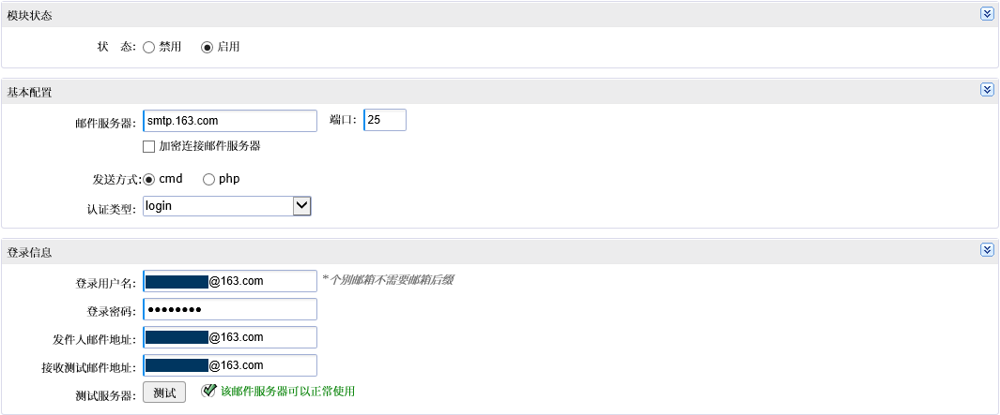 模块状态
状 态: 禁用 启用
基本配置
邮件服务器: smtp.163.com 端口: 25
加密连接邮件服务器
发送方式: cmd php
认证类型: login
登录信息
登录用户名: @163.com *个别邮箱不需要邮箱后缀
登录密码: ●●●●●●●●
发件人邮件地址: @163.com
接收测试邮件地址: @163.com
测试服务器: 测试 该邮件服务器可以正常使用